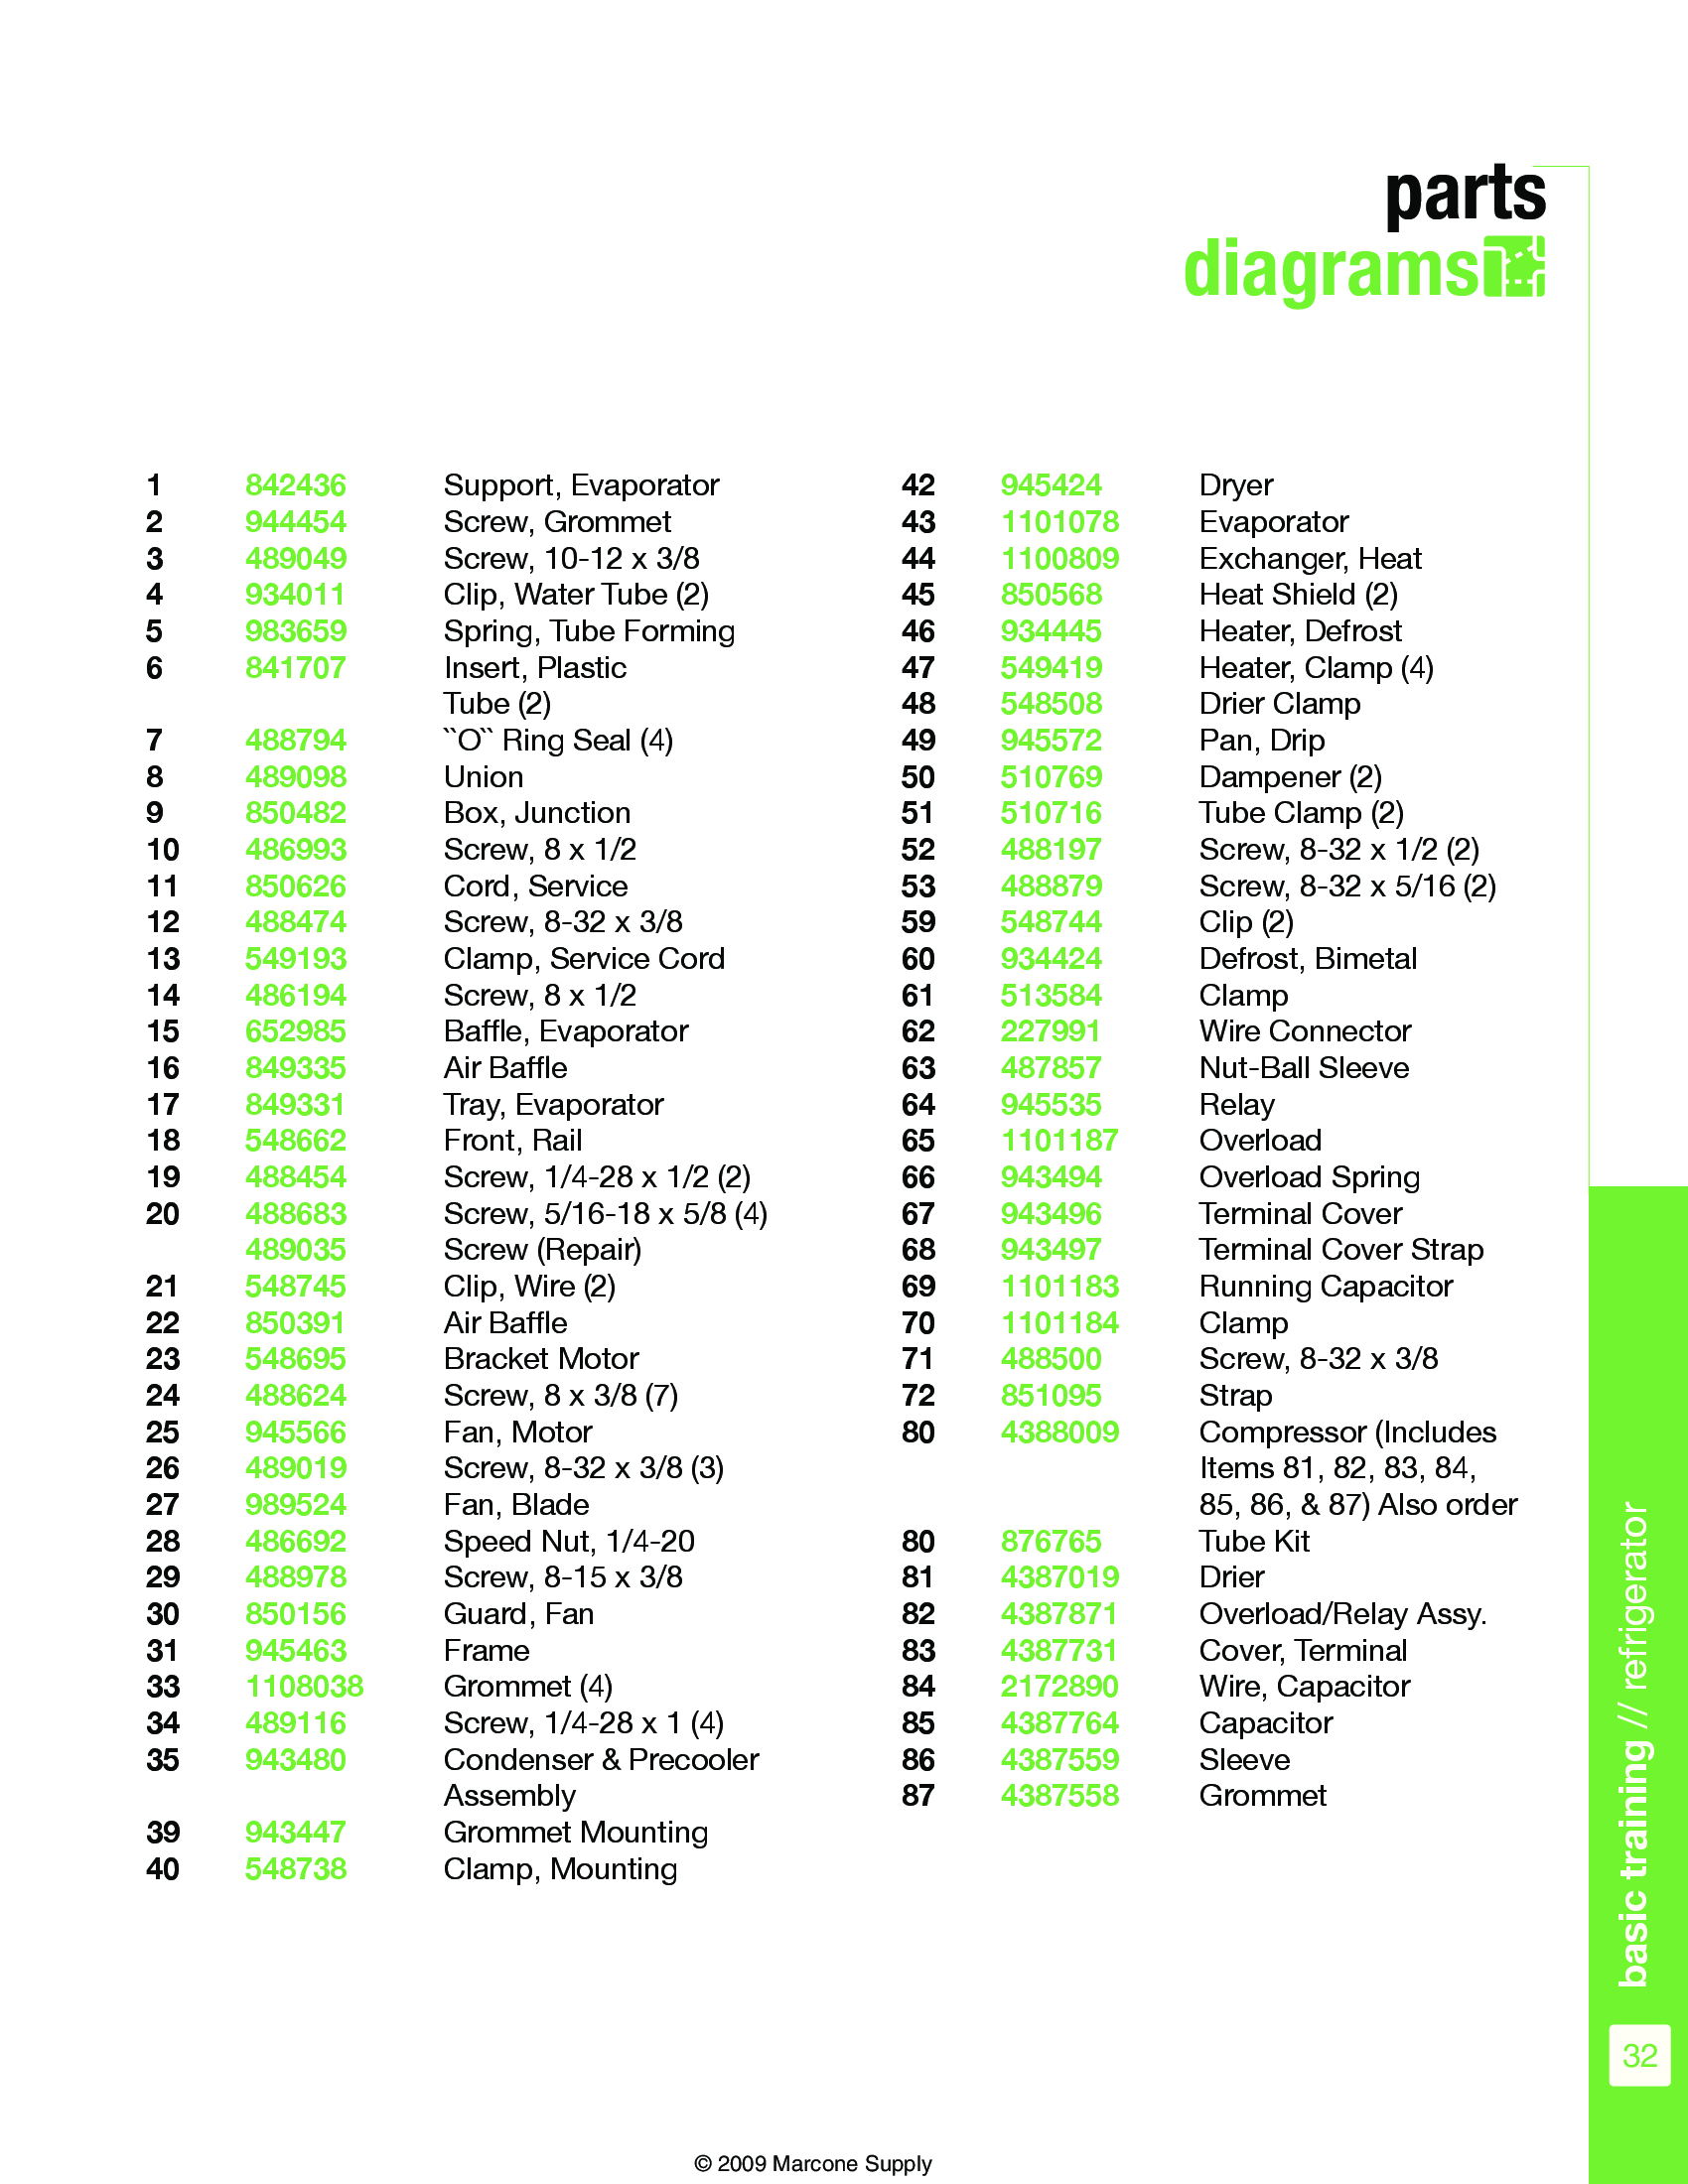 parts
diagrams
1 842436 Support, Evaporator
2 944454 Screw, Grommet
3 489049 Screw, 10-12 x 3/8
4 934011 Clip, Water Tube (2)
5 983659 Spring, Tube Forming
6 841707 Insert, Plastic
Tube (2)
7 488794 ``O`` Ring Seal (4)
8 489098 Union
9 850482 Box, Junction
10 486993 Screw, 8 x 1/2
11 850626 Cord, Service
12 488474 Screw, 8-32 x 3/8
13 549193 Clamp, Service Cord
14 486194 Screw, 8 x 1/2
15 652985 Baffle, Evaporator
16 849335 Air Baffle
17 849331 Tray, Evaporator
18 548662 Front, Rail
19 488454 Screw, 1/4-28 x 1/2 (2)
20 488683 Screw, 5/16-18 x 5/8 (4)
489035 Screw (Repair)
21 548745 Clip, Wire (2)
22 850391 Air Baffle
23 548695 Bracket Motor
24 488624 Screw, 8 x 3/8 (7)
25 945566 Fan, Motor
26 489019 Screw, 8-32 x 3/8 (3)
27 989524 Fan, Blade
28 486692 Speed Nut, 1/4-20
29 488978 Screw, 8-15 x 3/8
30 850156 Guard, Fan
31 945463 Frame
33 1108038 Grommet (4)
34 489116 Screw, 1/4-28 x 1 (4)
35 943480 Condenser & Precooler
Assembly
39 943447 Grommet Mounting
40 548738 Clamp, Mounting
42 945424 Dryer
43 1101078 Evaporator
44 1100809 Exchanger, Heat
45 850568 Heat Shield (2)
46 934445 Heater, Defrost
47 549419 Heater, Clamp (4)
48 548508 Drier Clamp
49 945572 Pan, Drip
50 510769 Dampener (2)
51 510716 Tube Clamp (2)
52 488197 Screw, 8-32 x 1/2 (2)
53 488879 Screw, 8-32 x 5/16 (2)
59 548744 Clip (2)
60 934424 Defrost, Bimetal
61 513584 Clamp
62 227991 Wire Connector
63 487857 Nut-Ball Sleeve
64 945535 Relay
65 1101187 Overload
66 943494 Overload Spring
67 943496 Terminal Cover
68 943497 Terminal Cover Strap
69 1101183 Running Capacitor
70 1101184 Clamp
71 488500 Screw, 8-32 x 3/8
72 851095 Strap
80 4388009 Compressor (Includes
Items 81, 82, 83, 84,
85, 86, & 87) Also order
80 876765 Tube Kit
81 4387019 Drier
82 4387871 Overload/Relay Assy.
83 4387731 Cover, Terminal
84 2172890 Wire, Capacitor
85 4387764 Capacitor
86 4387559 Sleeve
87 4387558 Grommet
basic training // refrigerator
32
© 2009 Marcone Supply